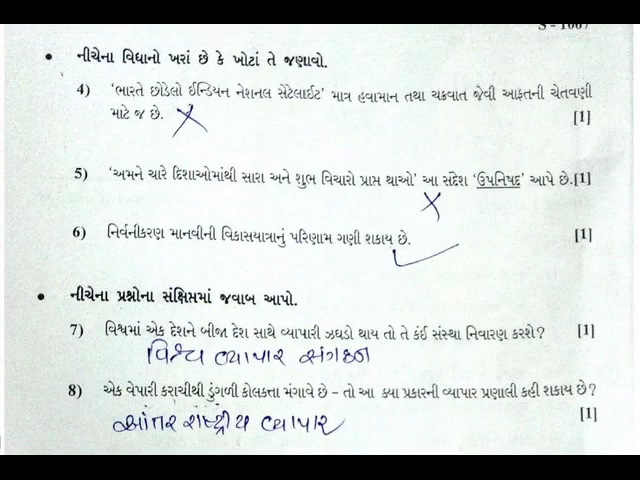 S - 1007
• નીચેના વિધાનો ખરાં છે કે ખોટાં તે જણાવો.
4) ‘ભારતે છોડેલો ઈન્ડિયન નેશનલ સેટેલાઈટ’ માત્ર હવામાન તથા ચક્રવાત જેવી આફતની ચેતવણી
માટે જ છે. [1]
5) ‘અમને ચારે દિશાઓમાંથી સારા અને શુભ વિચારો પ્રાપ્ત થાઓ’ આ સંદેશ ‘ઉપનિષદ’ આપે છે.[1]
6) નિર્વનીકરણ માનવીની વિકાસયાત્રાનું પરિણામ ગણી શકાય છે. [1]
• નીચેના પ્રશ્નોના સંક્ષિપ્તમાં જવાબ આપો.
7) વિશ્વમાં એક દેશને બીજા દેશ સાથે વ્યાપારી ઝઘડો થાય તો તે કંઈ સંસ્થા નિવારણ કરશે? [1]
વિશ્વ વ્યાપાર સંગઠન
8) એક વેપારી કરાચીથી ડુંગળી કોલકત્તા મંગાવે છે – તો આ ક્યા પ્રકારની વ્યાપાર પ્રણાલી કહી શકાય છે?
[1]
આંતર રાષ્ટ્રીય વ્યાપાર